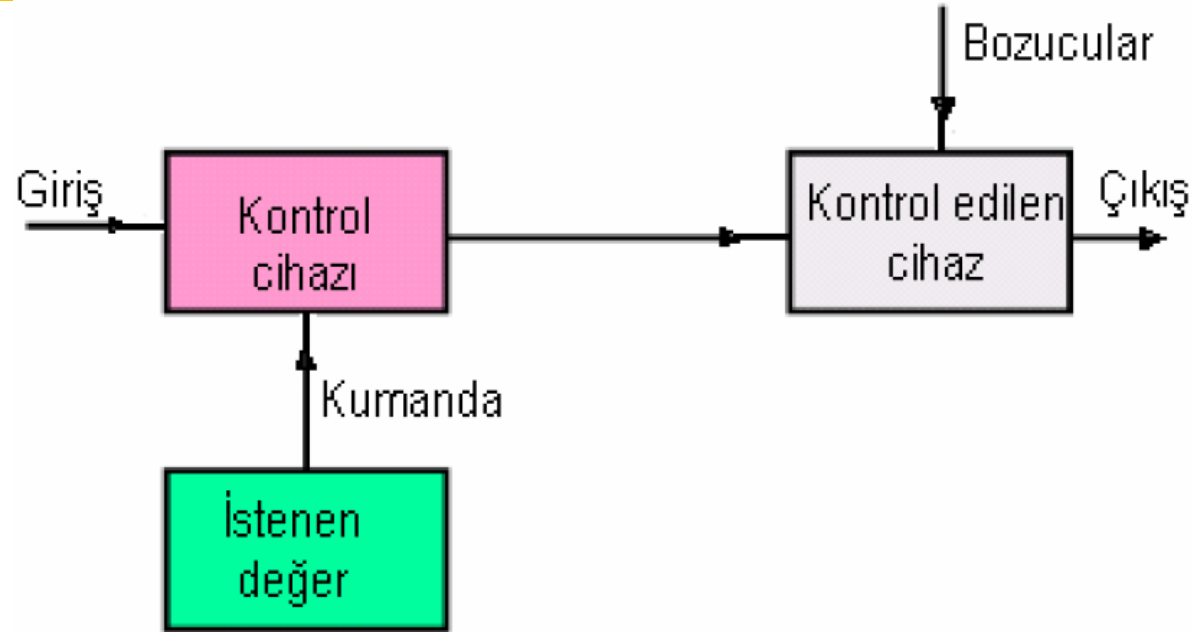 Bozucular
Giriş
Kontrol
cihazı
Kontrol edilen
cihaz
Çıkış
Kumanda
İstenen
değer